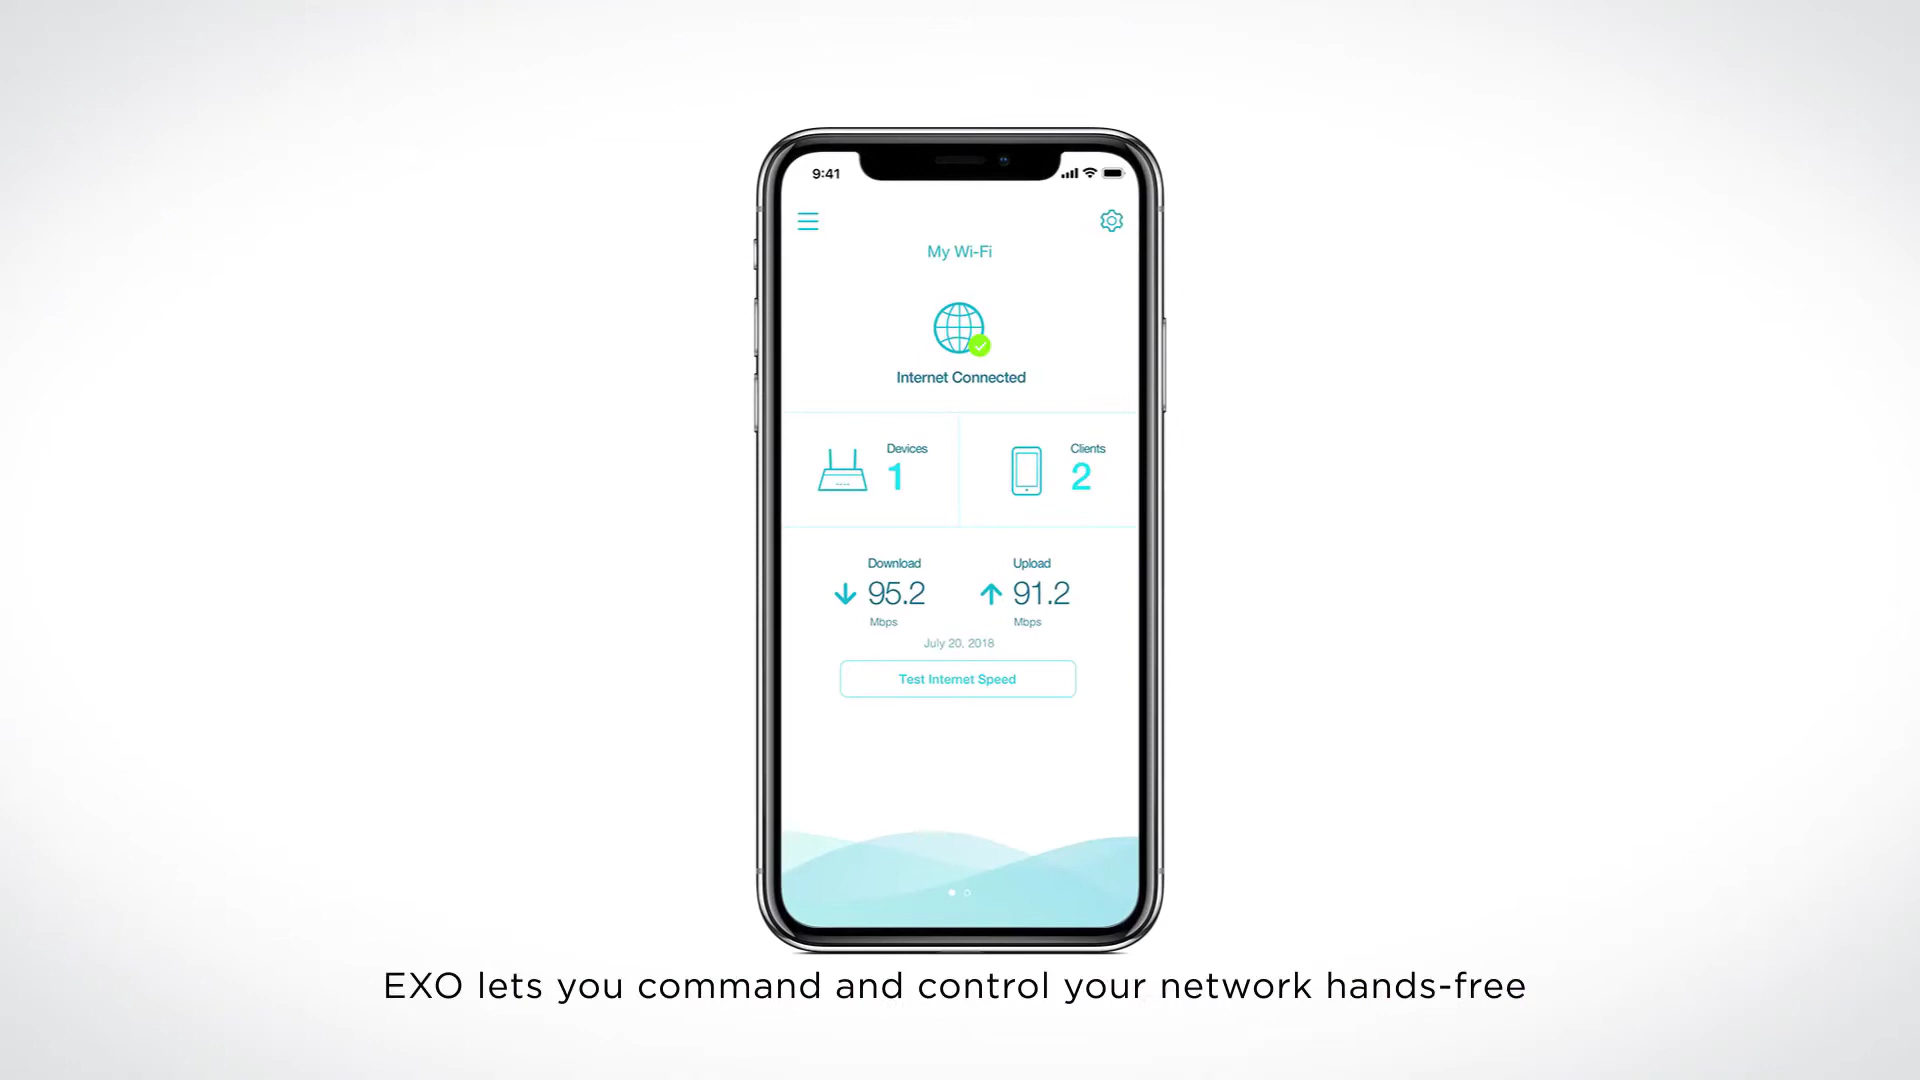 9:41
My Wi-Fi
Internet Connected
Devices
1
Clients
2
Download
95.2
Mbps
Upload
91.2
Mbps
July 20, 2018
Test Internet Speed
EXO lets you command and control your network hands-free